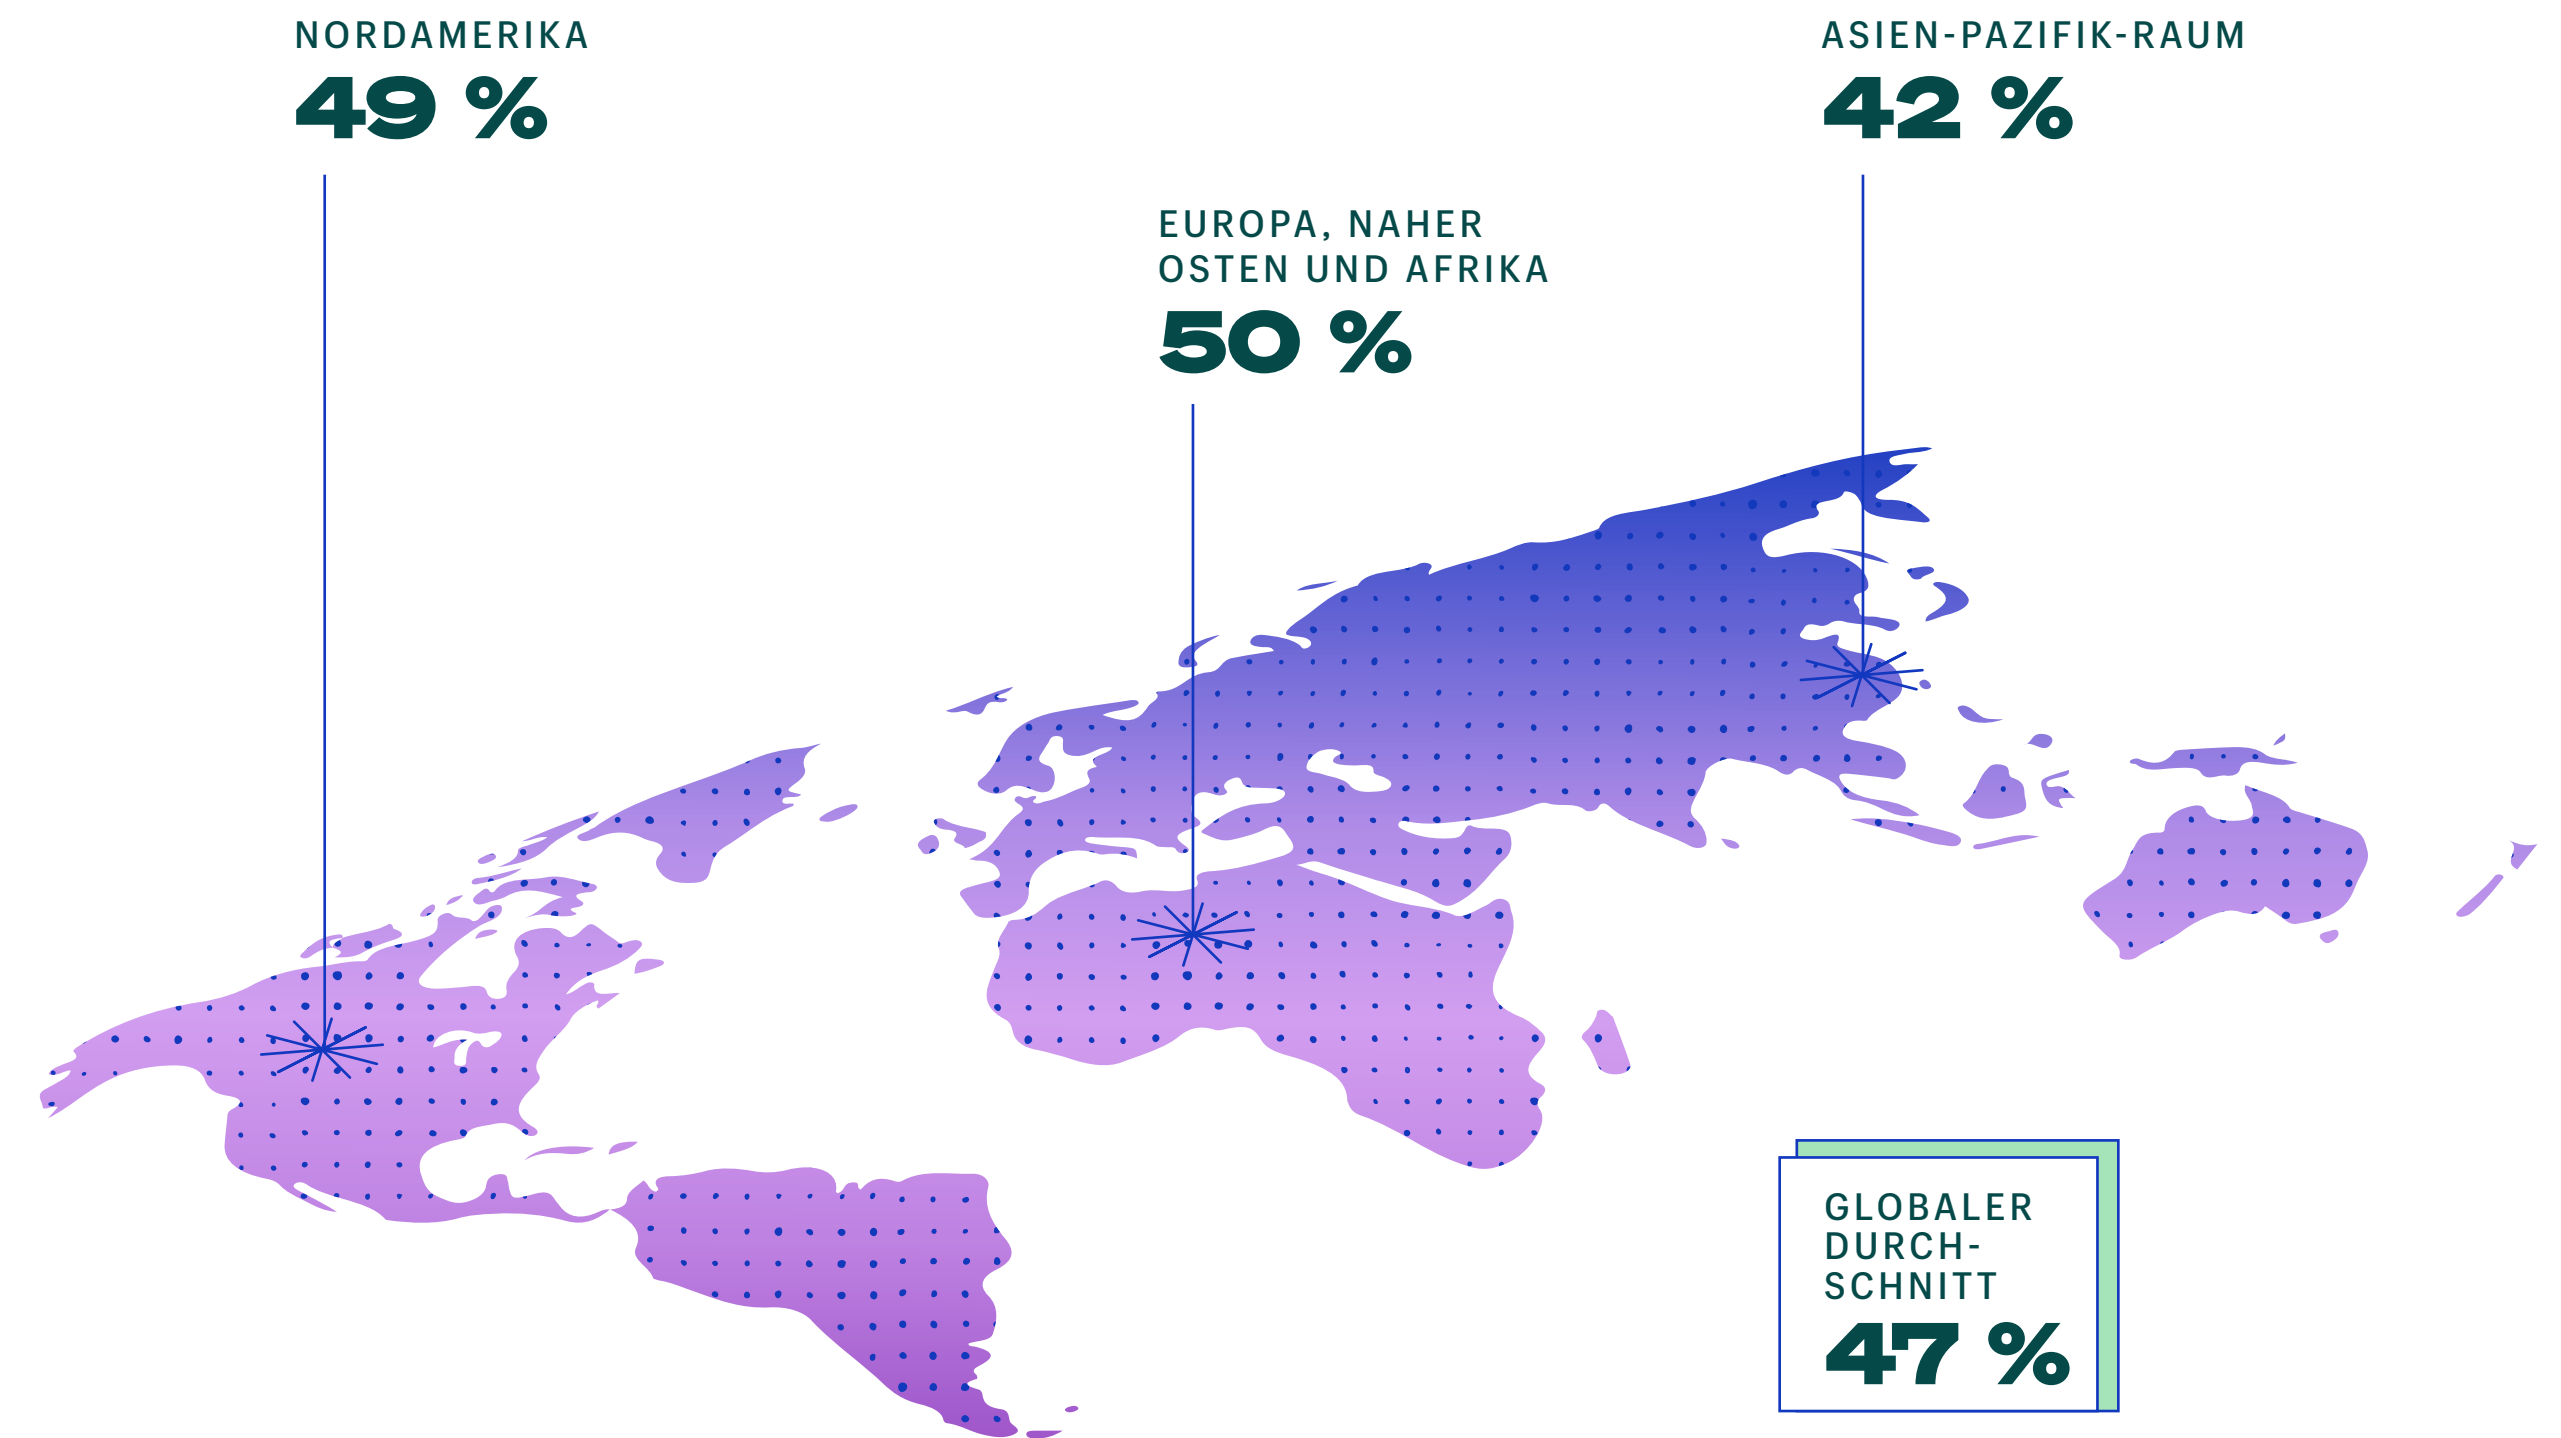 NORDAMERIKA
49 %
ASIEN-PAZIFIK-RAUM
42 %
EUROPA, NAHER
OSTEN UND AFRIKA
50 %
GLOBALER
DURCH-
SCHNITT
47 %